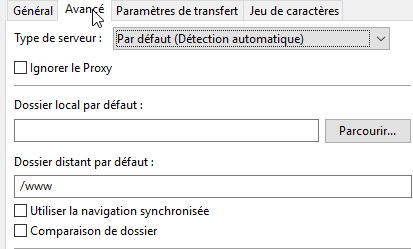 Général Avancé Paramètres de transfert Jeu de caractères
Type de serveur : Par défaut (Détection automatique)
Ignorer le Proxy
Dossier local par défaut :
Parcourir...
Dossier distant par défaut :
/www
Utiliser la navigation synchronisée
Comparaison de dossier